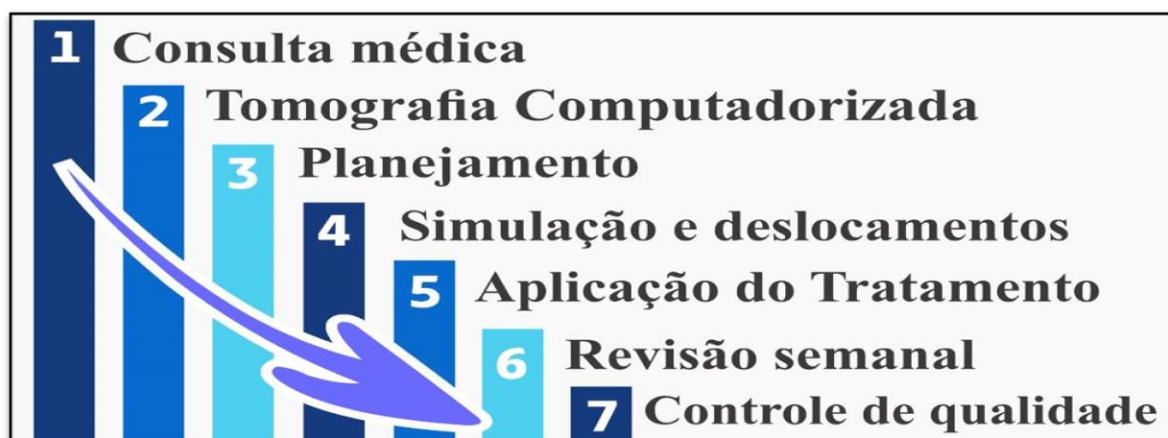 1 Consulta médica
2 Tomografia Computadorizada
3 Planejamento
4 Simulação e deslocamentos
5 Aplicação do Tratamento
6 Revisão semanal
7 Controle de qualidade